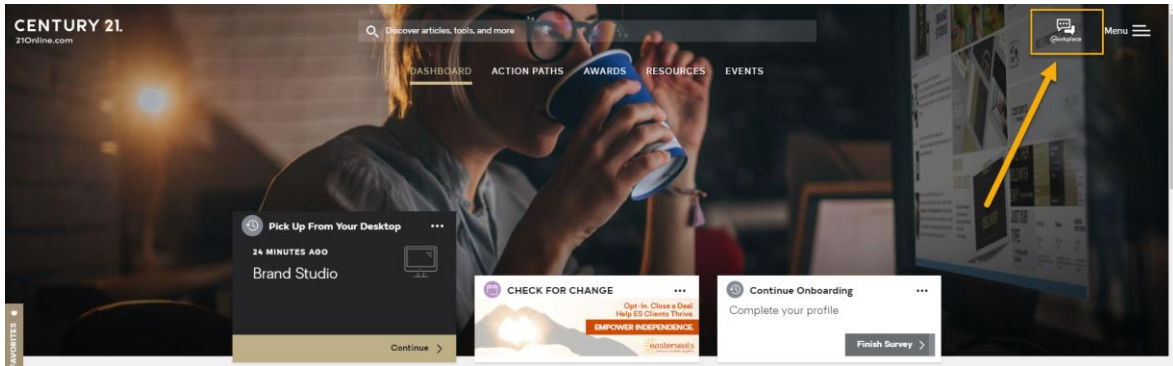 CENTURY 21.
21Online.com
Discover articles, tools, and more
@workplace
Menu
DASHBOARD ACTION PATHS AWARDS RESOURCES EVENTS
Pick Up From Your Desktop
24 MINUTES AGO
Brand Studio
Continue
CHECK FOR CHANGE
Opt-In. Close a Deal.
Help ES Clients Thrive.
EMPOWER INDEPENDENCE.
easterseals
Continue Onboarding
Complete your profile
Finish Survey
FAVORITES